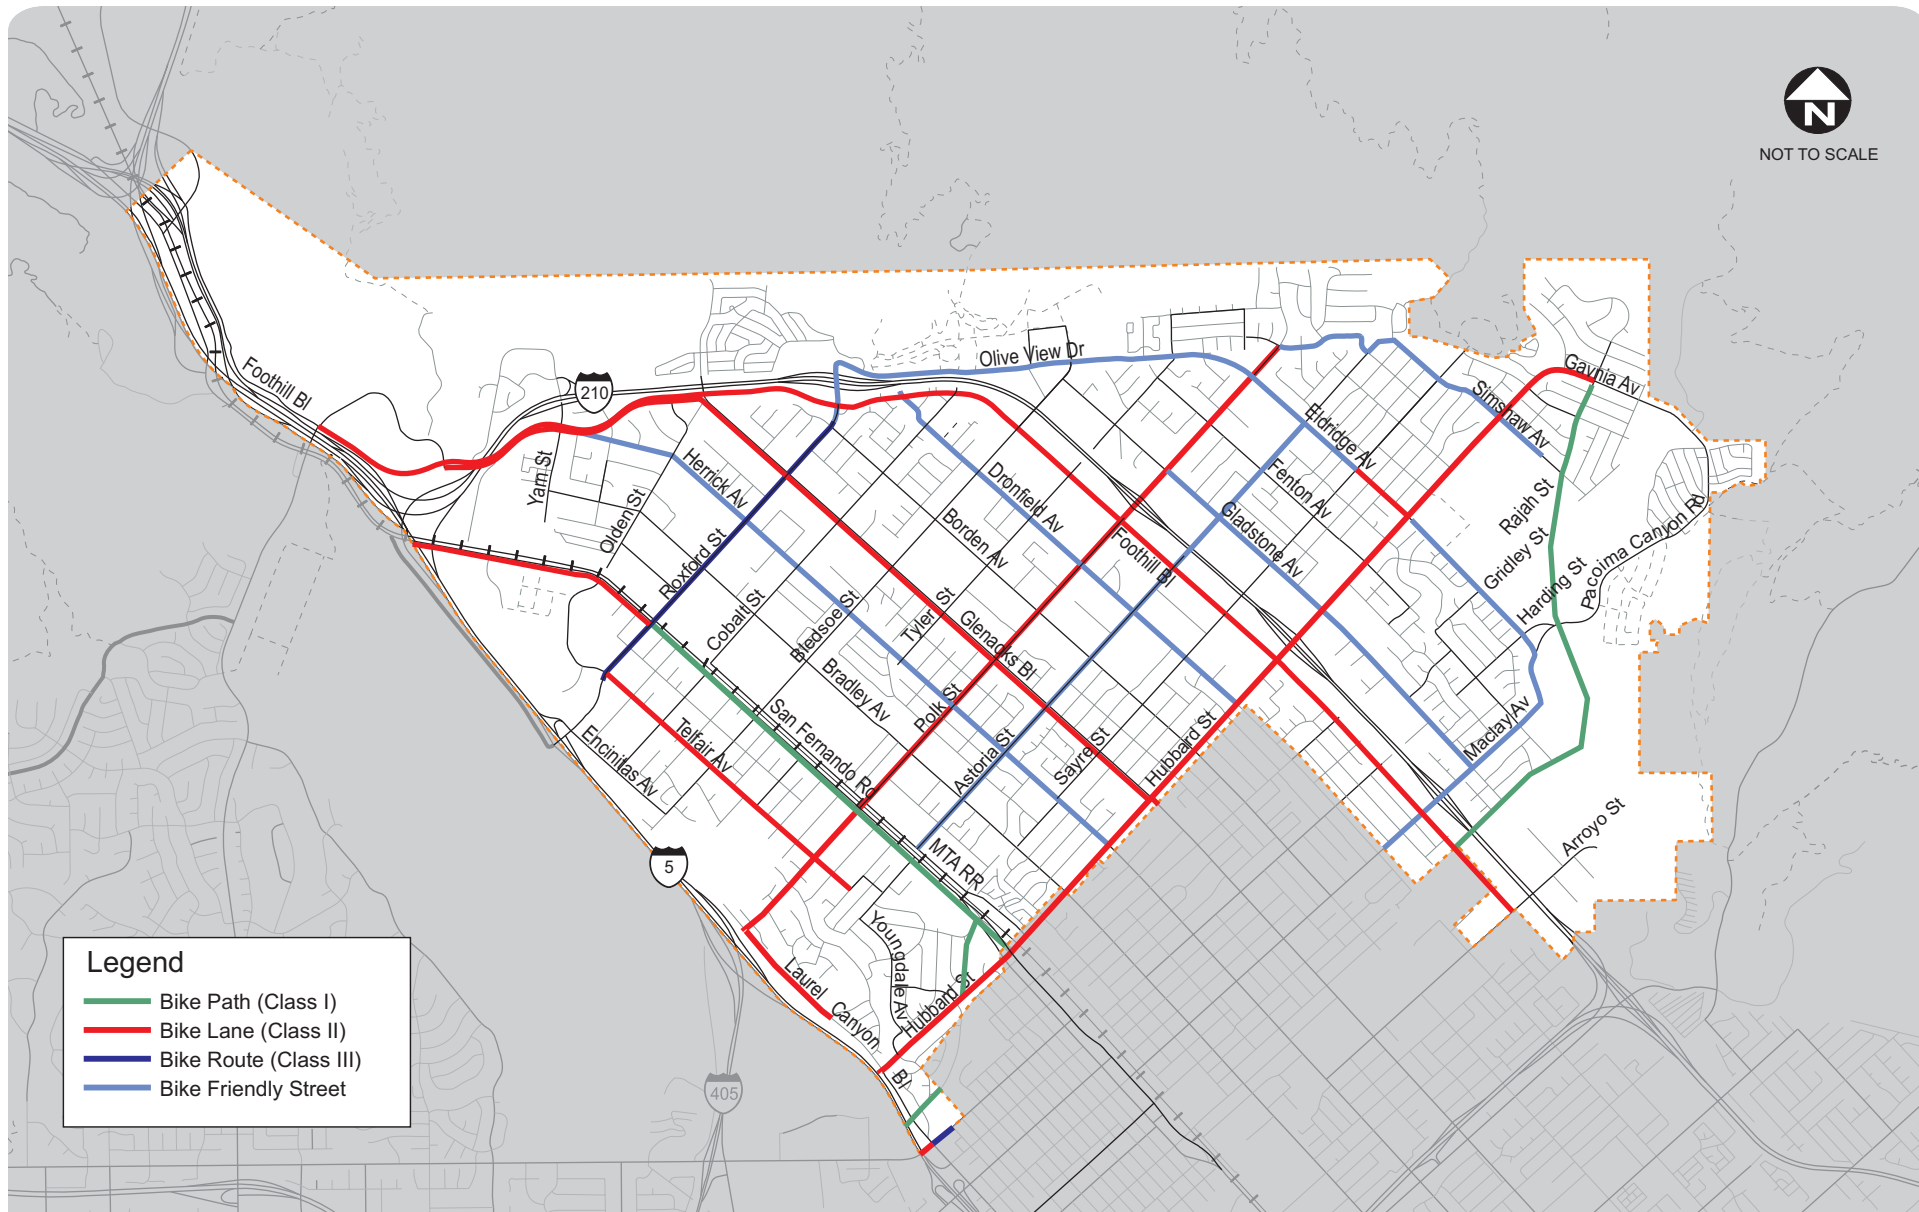 N
NOT TO SCALE
Foothill Bl
210
Olive View Dr
Gavnia Av
Simshaw Av
Eldridge Av
Fenton Av
Gladstone Av
Yarn St
Olden St
Herrick Av
Roxford St
Dronfield Av
Borden Av
Foothill Bl
Rajah St
Gridley St
Harding St
Pacoima Canyon Rd
Cobalt St
Bledsoe St
Tyler St
Glenacks Bl
Bradley Av
Polk St
San Fernando Rd
Telfair Av
Encinitas Av
Astoria St
Sayre St
Hubbard St
Maclay Av
Arroyo St
MTA RR
5
Youngdale Av
Hubbard St
Laurel Canyon Bl
405
Legend
Bike Path (Class I)
Bike Lane (Class II)
Bike Route (Class III)
Bike Friendly Street